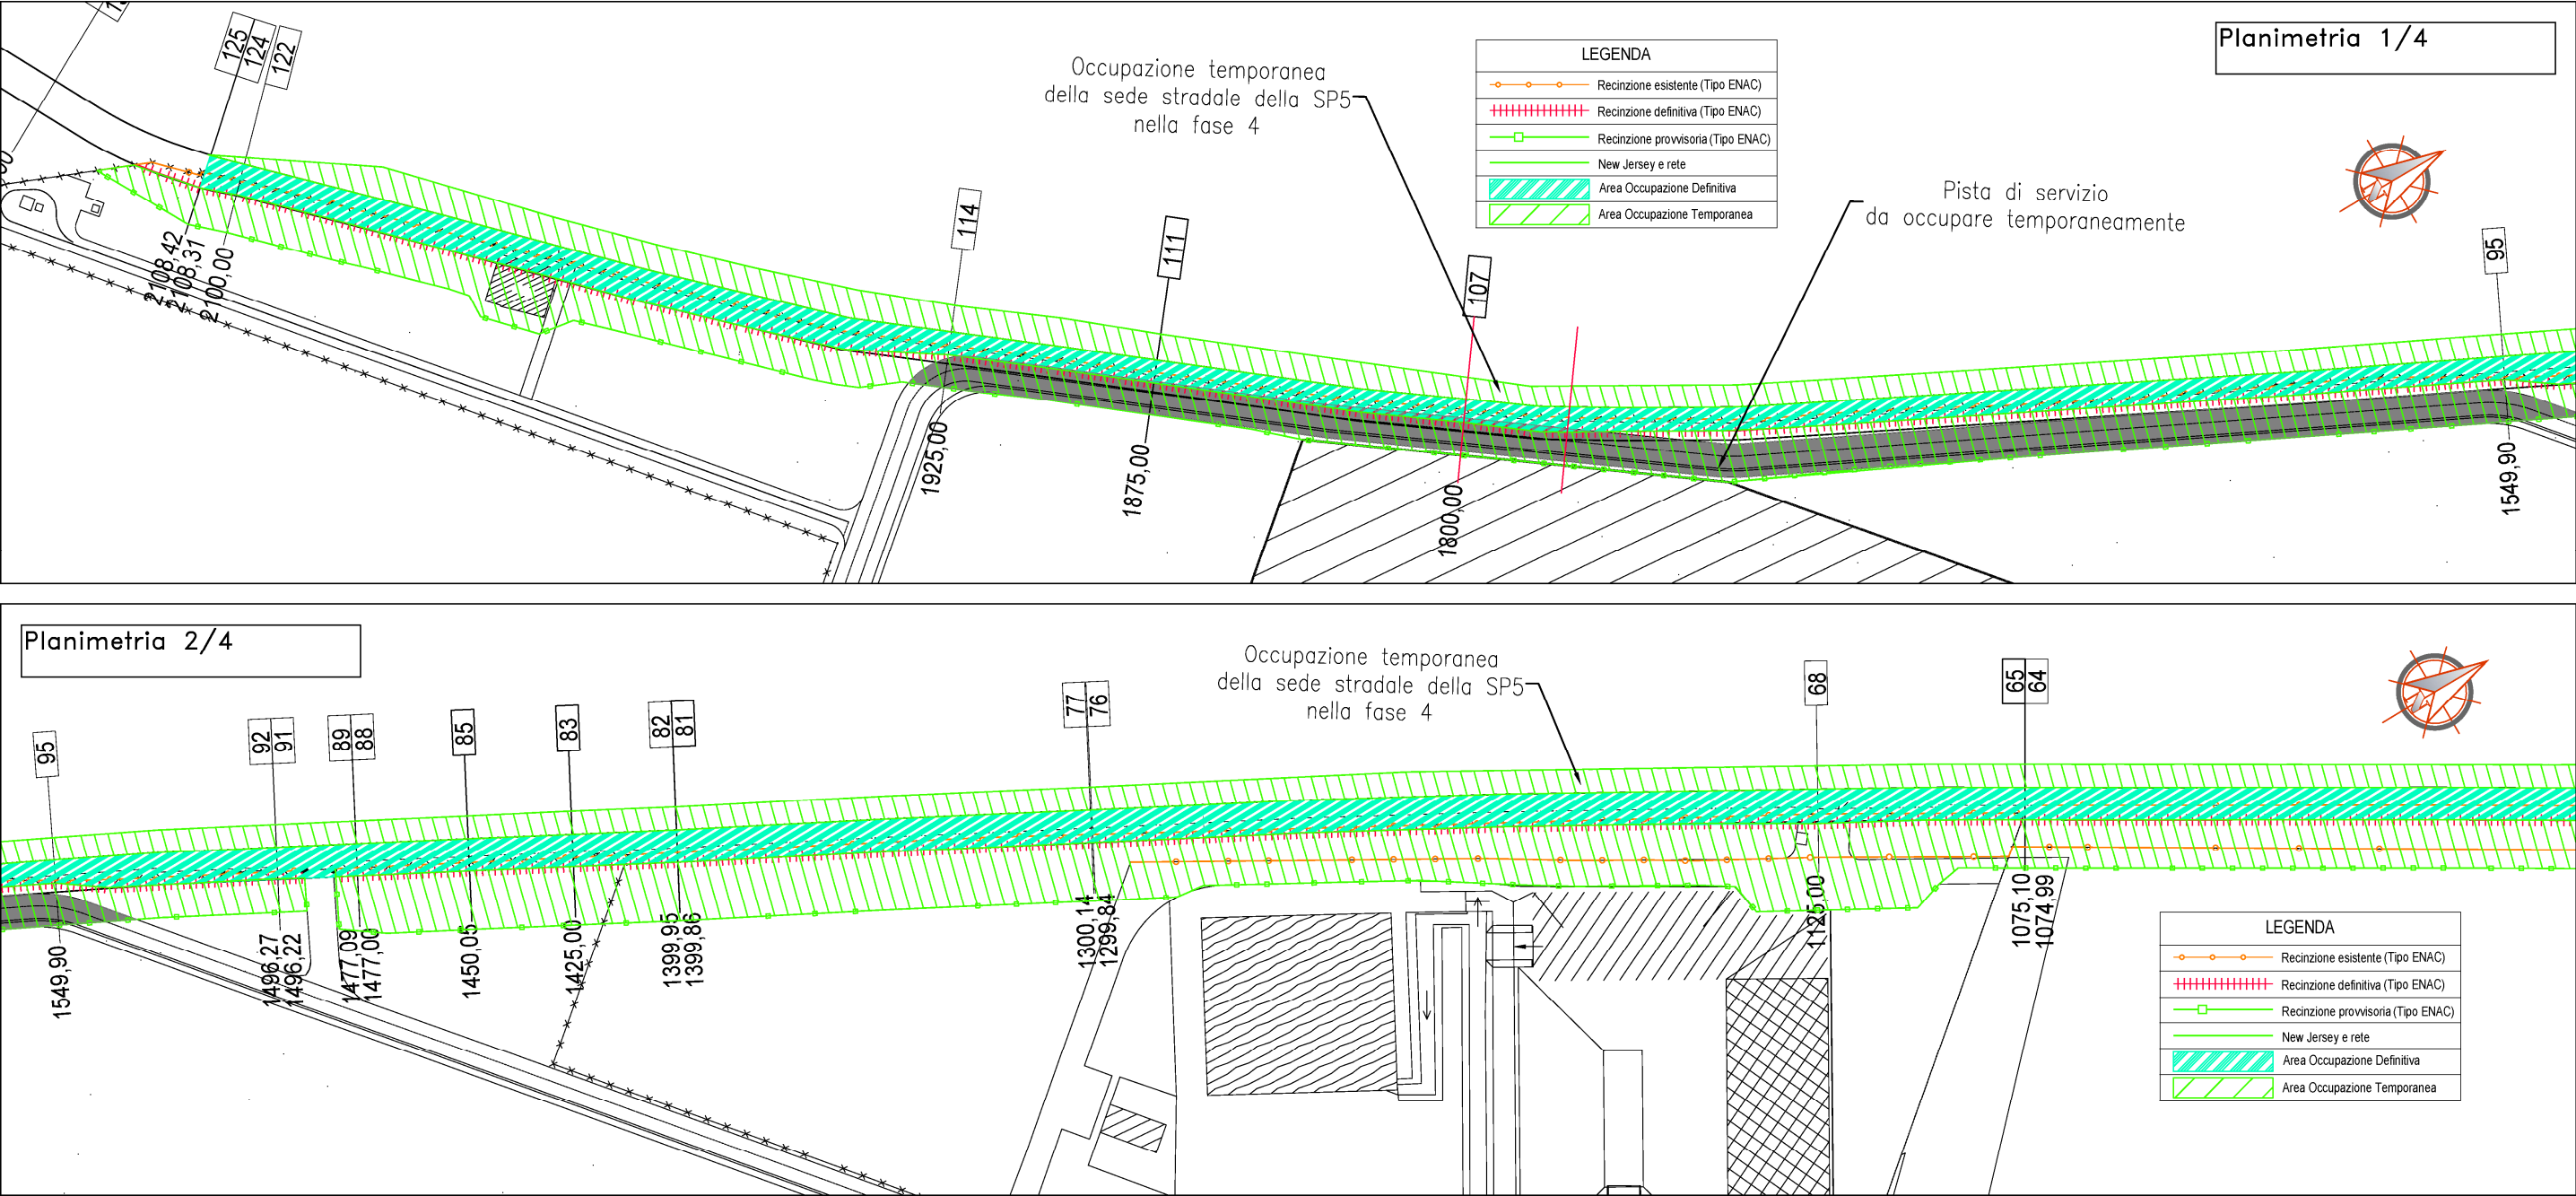 Planimetria 1/4
125
124
122
Occupazione temporanea
della sede stradale della SP5
nella fase 4
LEGENDA
Recinzione esistente (Tipo ENAC)
Recinzione definitiva (Tipo ENAC)
Recinzione provvisoria (Tipo ENAC)
New Jersey e rete
Area Occupazione Definitiva
Area Occupazione Temporanea
Pista di servizio
da occupare temporaneamente
114
111
107
95
2108,42
2108,31
2100,00
1925,00
1875,00
1800,00
1549,90
Planimetria 2/4
Occupazione temporanea
della sede stradale della SP5
nella fase 4
95
92
91
89
88
85
83
82
81
77
76
68
65
64
1549,90
1496,27
1496,22
1477,09
1477,00
1450,05
1425,00
1399,95
1399,86
1300,14
1299,84
1125,00
1075,10
1074,99
LEGENDA
Recinzione esistente (Tipo ENAC)
Recinzione definitiva (Tipo ENAC)
Recinzione provvisoria (Tipo ENAC)
New Jersey e rete
Area Occupazione Definitiva
Area Occupazione Temporanea